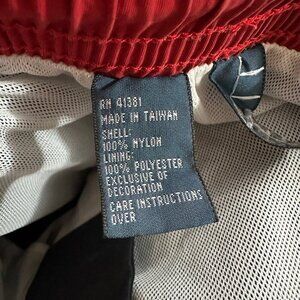 RN 41381
MADE IN TAIWAN
SHELL:
100% NYLON
LINING:
100% POLYESTER
EXCLUSIVE OF
DECORATION
CARE INSTRUCTIONS
OVER